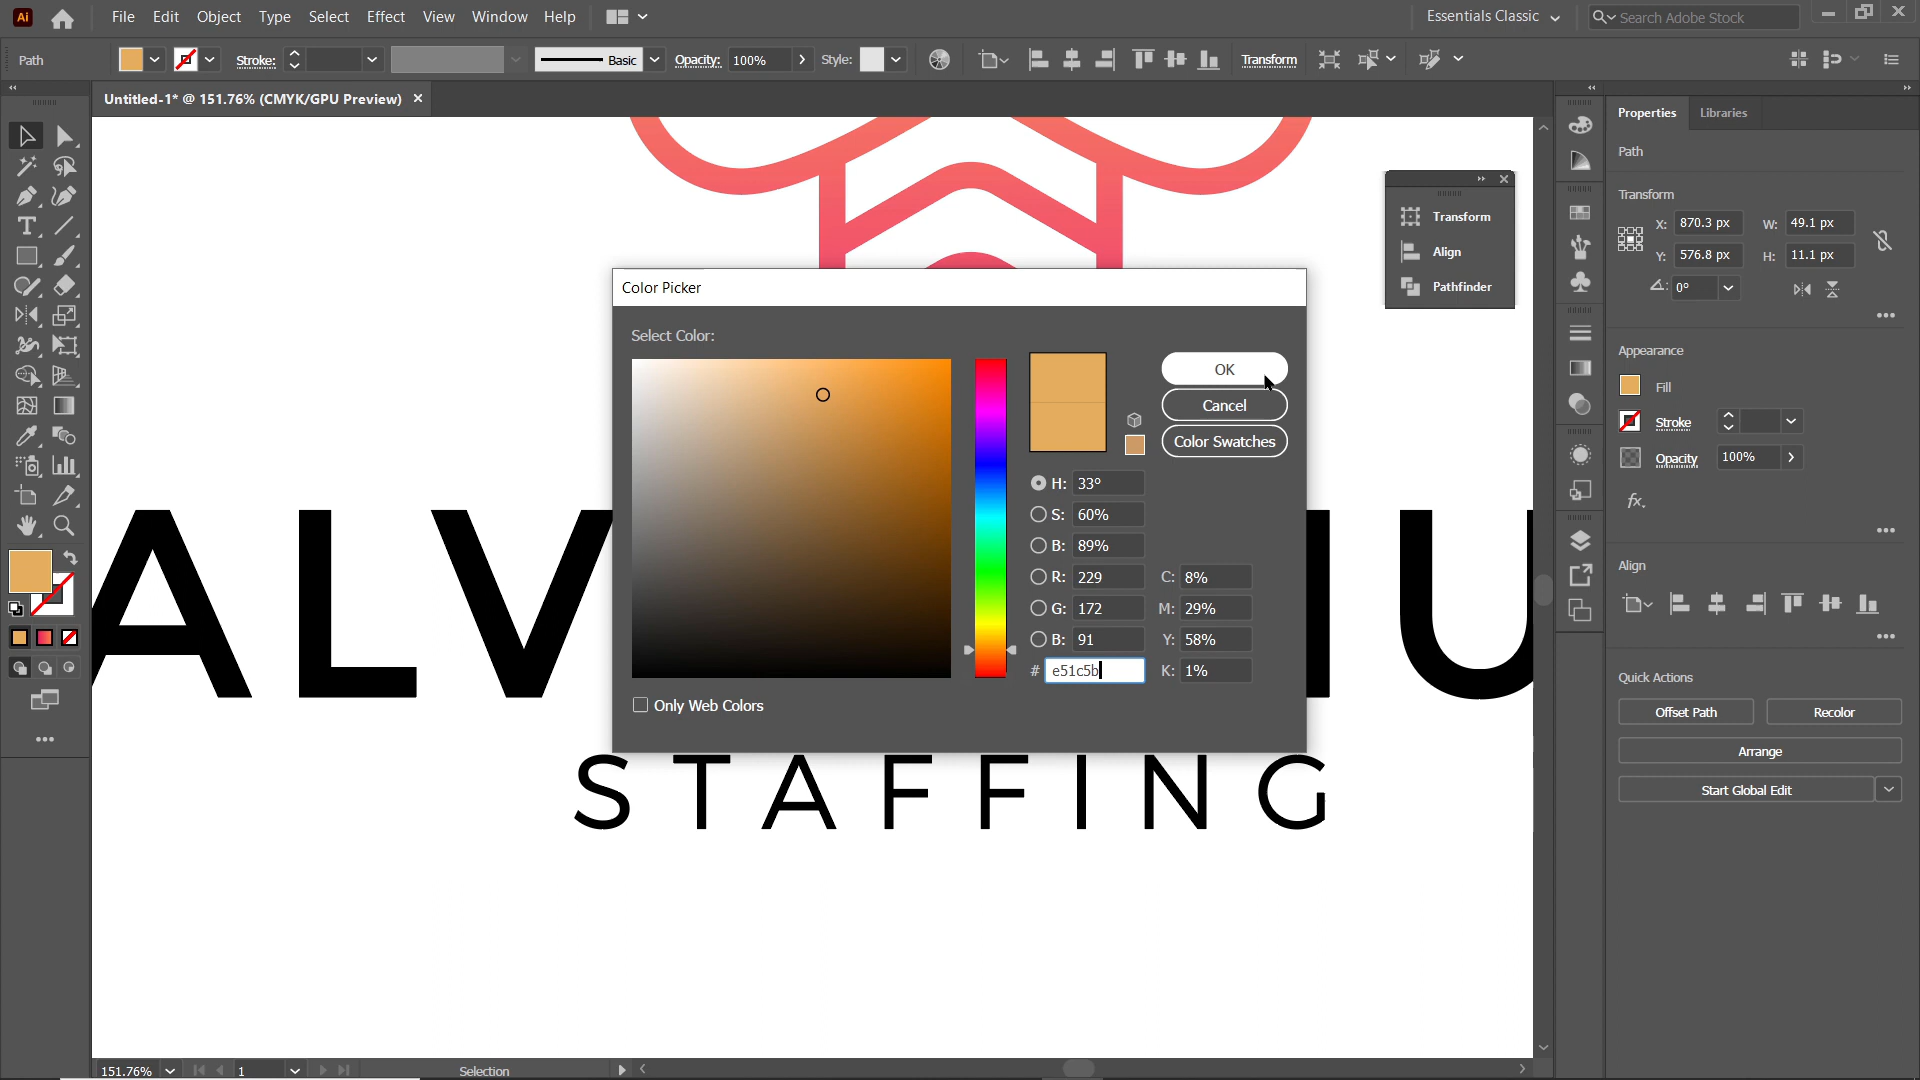 Ai File Edit Object Type Select Effect View Window Help Essentials Classic Search Adobe Stock
Path Stroke: Basic Opacity: 100% Style: Transform
Untitled-1* @ 151.76% (CMYK/GPU Preview)
Properties Libraries
Path
Transform
X: 870.3 px W: 49.1 px
Y: 576.8 px H: 11.1 px
0°
Appearance
Fill
Stroke
Opacity 100%
fx.
Align
Quick Actions
Offset Path Recolor
Arrange
Start Global Edit
Transform
Align
Pathfinder
Color Picker
Select Color:
OK
Cancel
Color Swatches
H: 33°
S: 60%
B: 89%
R: 229 C: 8%
G: 172 M: 29%
B: 91 Y: 58%
# e51c5b K: 1%
Only Web Colors
ALV IU
STAFFING
151.76% 1 Selection